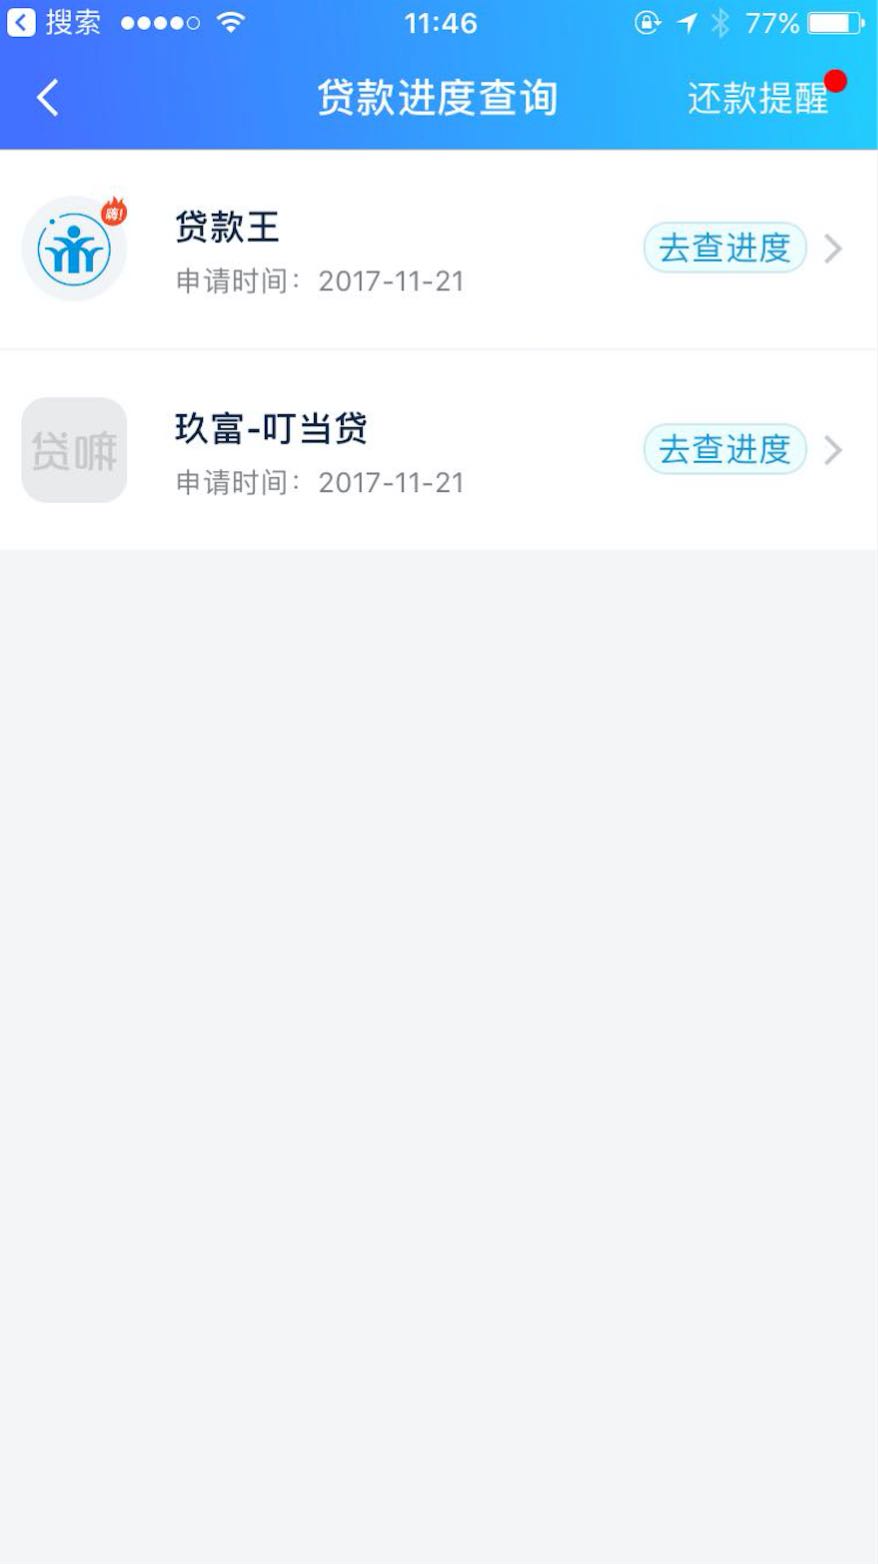 搜索 11:46 77%
贷款进度查询 还款提醒
嗨!
贷款王 去查进度
申请时间：2017-11-21
贷嘛
玖富-叮当贷 去查进度
申请时间：2017-11-21